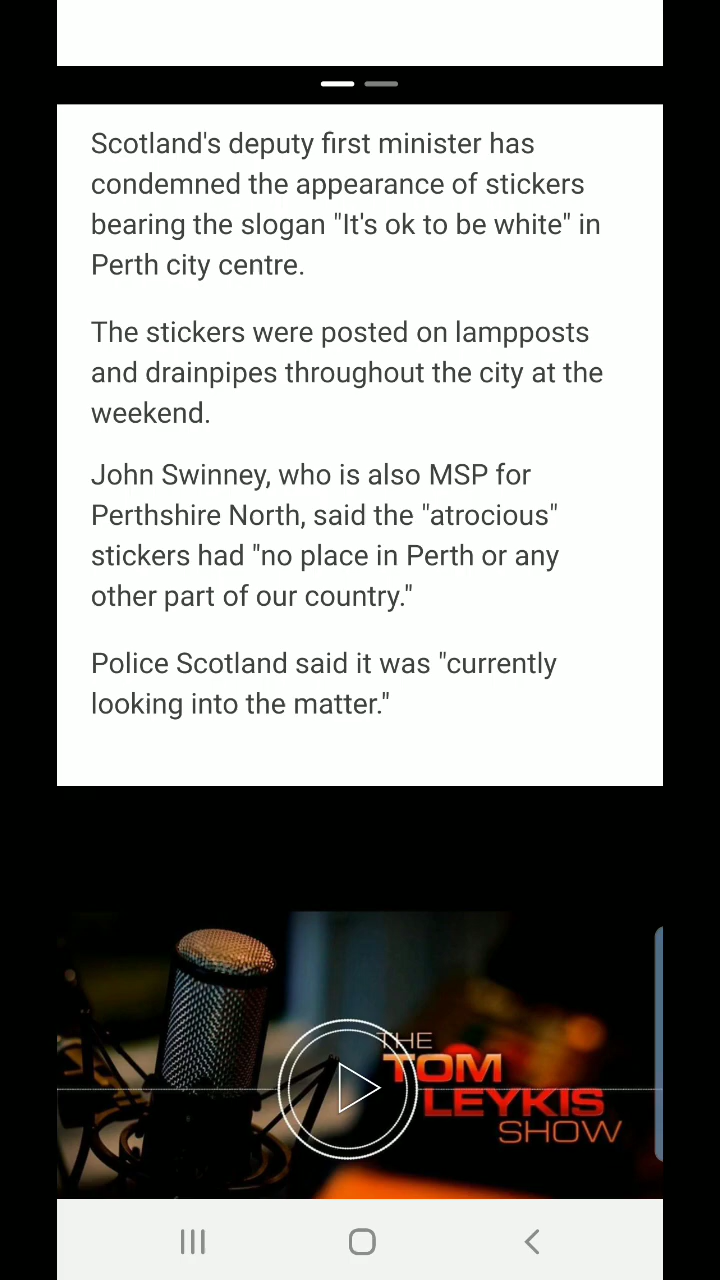 Scotland's deputy first minister has
condemned the appearance of stickers
bearing the slogan "It's ok to be white" in
Perth city centre.
The stickers were posted on lampposts
and drainpipes throughout the city at the
weekend.
John Swinney, who is also MSP for
Perthshire North, said the "atrocious"
stickers had "no place in Perth or any
other part of our country."
Police Scotland said it was "currently
looking into the matter."
THE
TOM
LEYKIS
SHOW